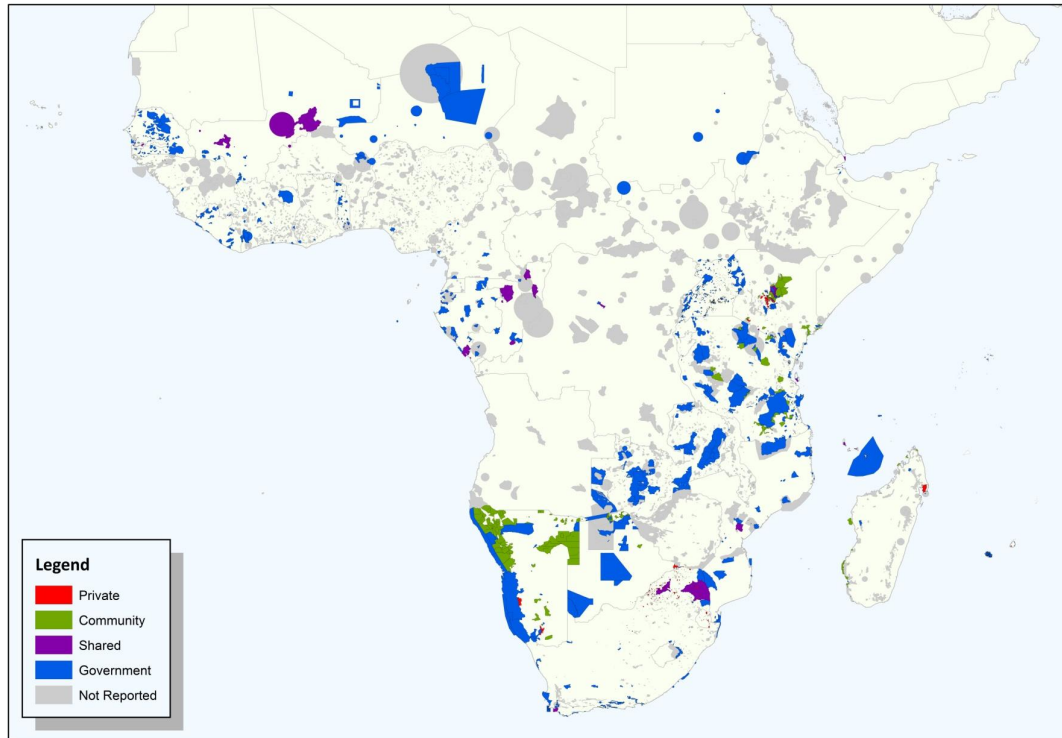 Legend
Private
Community
Shared
Government
Not Reported